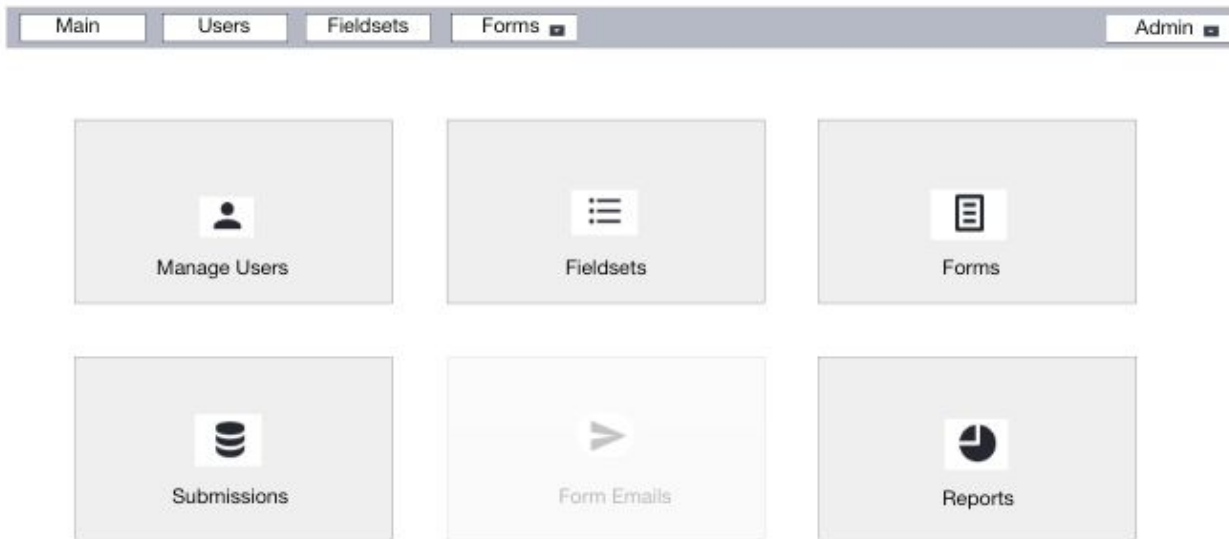 Main Users Fieldsets Forms Admin
Manage Users Fieldsets Forms
Submissions Form Emails Reports